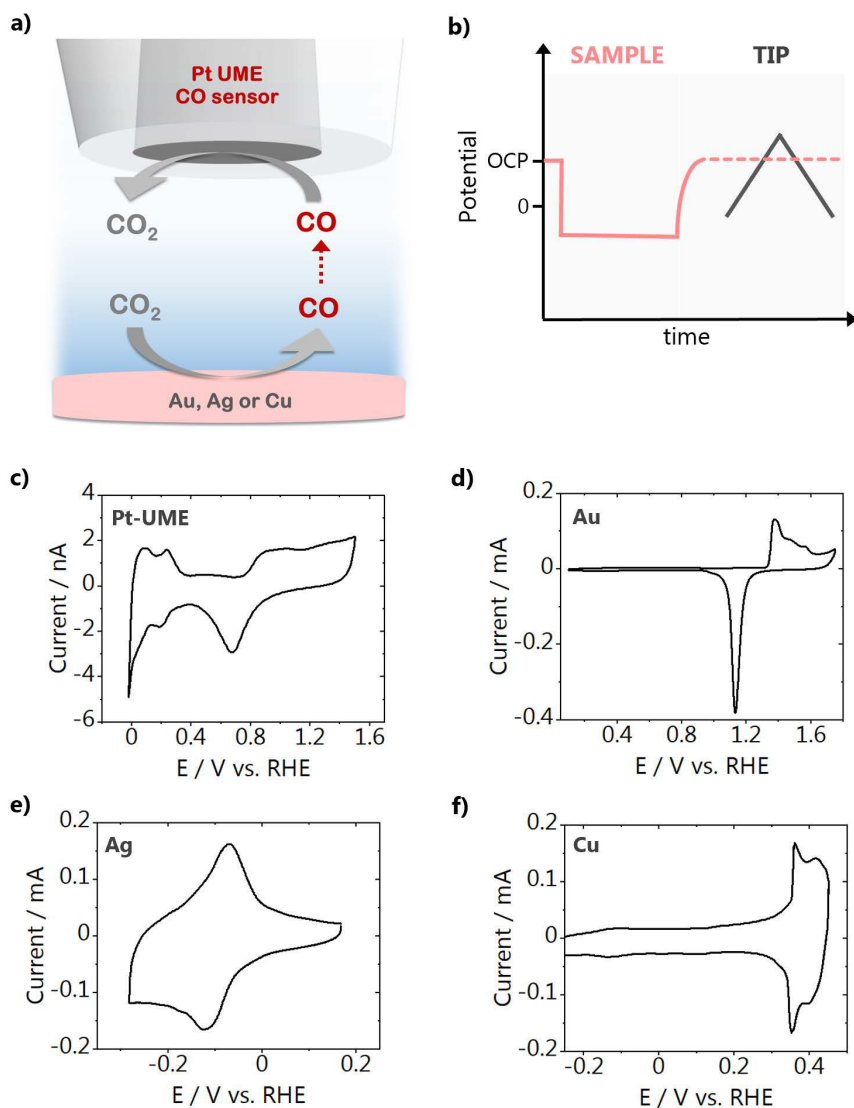 a)
Pt UME
CO sensor
CO2
CO
CO2
CO
Au, Ag or Cu
b)
SAMPLE
TIP
Potential
OCP
0
time
c)
Pt-UME
Current / nA
4
2
0
-2
-4
-6
0
0.4
0.8
1.2
1.6
E / V vs. RHE
d)
Au
Current / mA
0.2
0
-0.2
-0.4
0.4
0.8
1.2
1.6
E / V vs. RHE
e)
Ag
Current / mA
0.2
0.1
0
-0.1
-0.2
-0.2
0
0.2
E / V vs. RHE
f)
Cu
Current / mA
0.2
0.1
0
-0.1
-0.2
-0.2
0
0.2
0.4
E / V vs. RHE